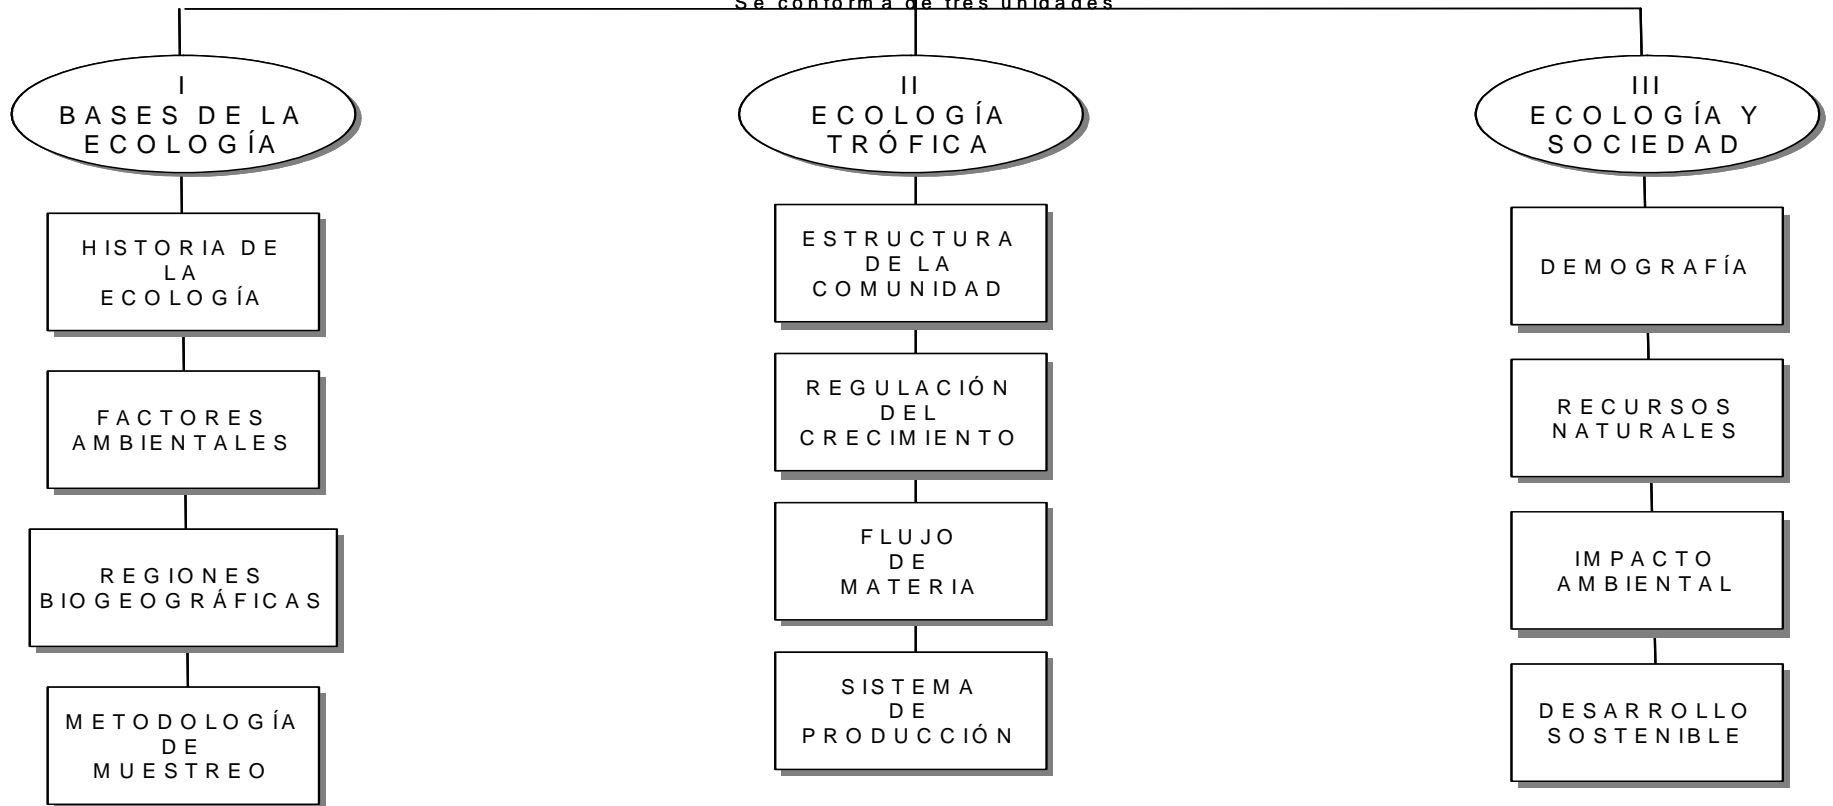 Se conforma de tres unidades
I
BASES DE LA
ECOLOGÍA
HISTORIA DE
LA
ECOLOGÍA
FACTORES
AMBIENTALES
REGIONES
BIOGEOGRÁFICAS
METODOLOGÍA
DE
MUESTREO
II
ECOLOGÍA
TRÓFICA
ESTRUCTURA
DE LA
COMUNIDAD
REGULACIÓN
DEL
CRECIMIENTO
FLUJO
DE
MATERIA
SISTEMA
DE
PRODUCCIÓN
III
ECOLOGÍA Y
SOCIEDAD
DEMOGRAFÍA
RECURSOS
NATURALES
IMPACTO
AMBIENTAL
DESARROLLO
SOSTENIBLE